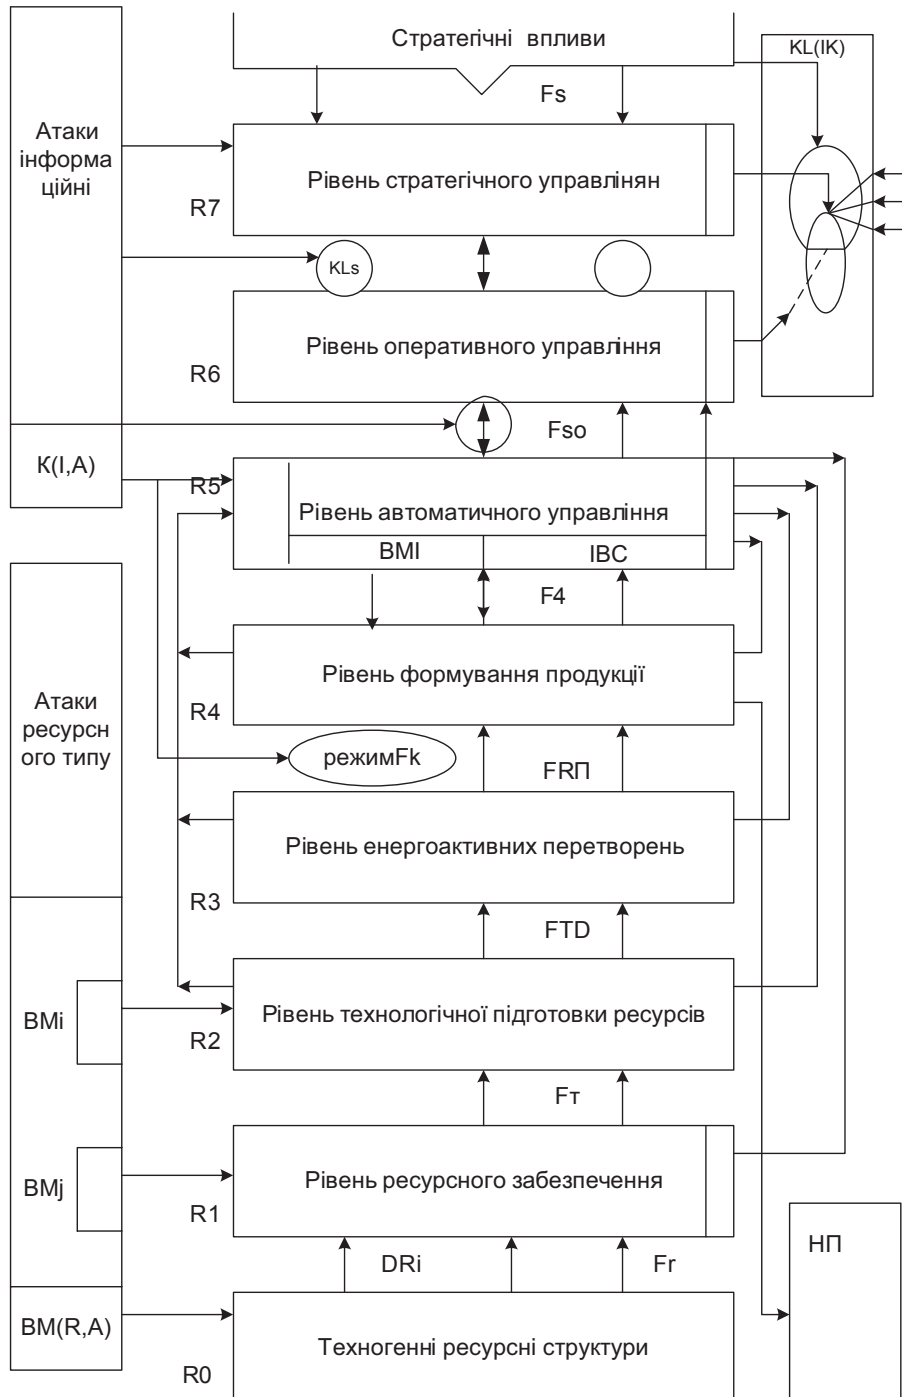 Стратегічні впливи
KL(IK)
Fs
Атаки
інформа
ційні
Рівень стратегічного управлінян
R7
KLs
Рівень оперативного управління
R6
Fso
К(I,A)
R5
Рівень автоматичного управління
BMI
IBC
F4
Рівень формування продукції
R4
Атаки
ресурсн
ого типу
режимFk
FRП
Рівень енергоактивних перетворень
R3
FTD
BMi
Рівень технологічної підготовки ресурсів
R2
Fт
BMj
Рівень ресурсного забезпечення
R1
НП
DRi
Fr
BM(R,A)
Техногенні ресурсні структури
R0